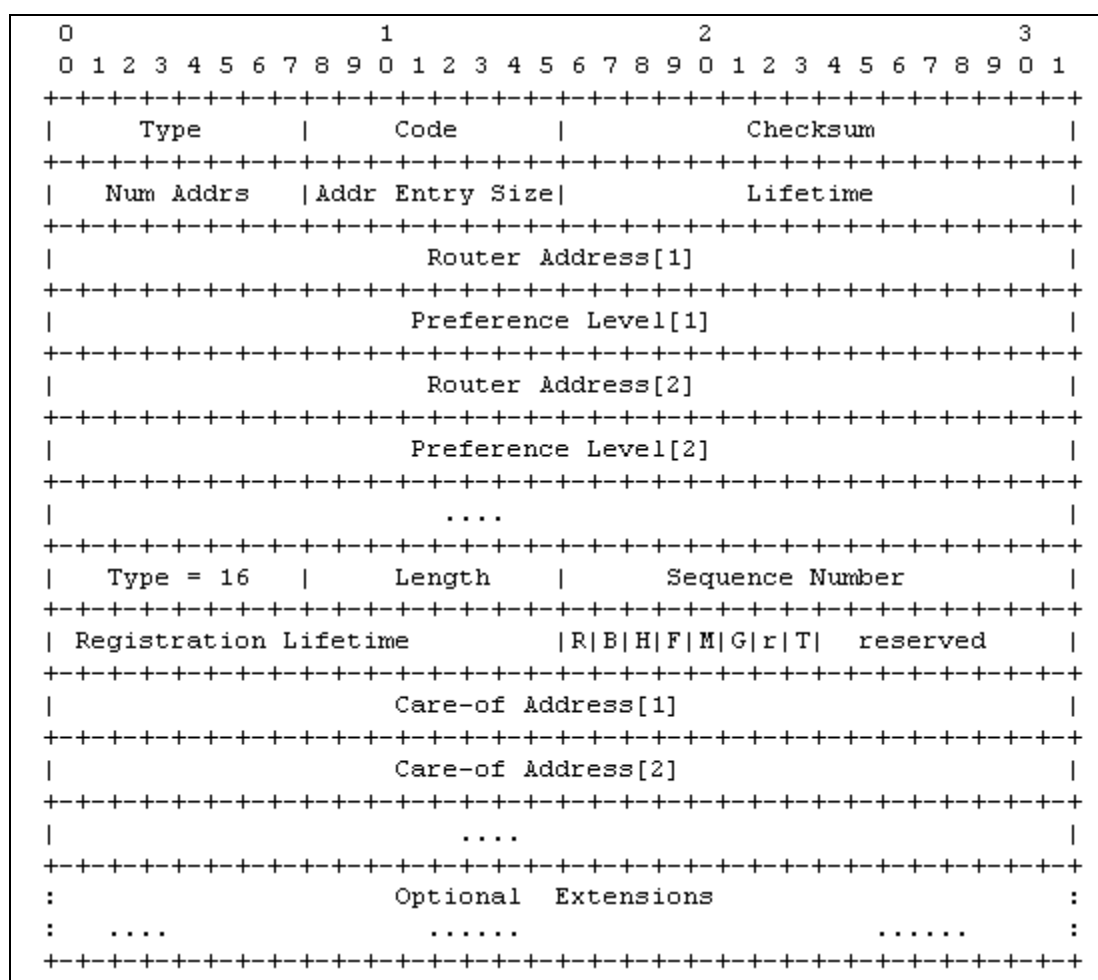 0                   1                   2                   3
 0 1 2 3 4 5 6 7 8 9 0 1 2 3 4 5 6 7 8 9 0 1 2 3 4 5 6 7 8 9 0 1
+-+-+-+-+-+-+-+-+-+-+-+-+-+-+-+-+-+-+-+-+-+-+-+-+-+-+-+-+-+-+-+-+
|     Type      |     Code      |           Checksum            |
+-+-+-+-+-+-+-+-+-+-+-+-+-+-+-+-+-+-+-+-+-+-+-+-+-+-+-+-+-+-+-+-+
|   Num Addrs   |Addr Entry Size|           Lifetime            |
+-+-+-+-+-+-+-+-+-+-+-+-+-+-+-+-+-+-+-+-+-+-+-+-+-+-+-+-+-+-+-+-+
|                       Router Address[1]                       |
+-+-+-+-+-+-+-+-+-+-+-+-+-+-+-+-+-+-+-+-+-+-+-+-+-+-+-+-+-+-+-+-+
|                      Preference Level[1]                      |
+-+-+-+-+-+-+-+-+-+-+-+-+-+-+-+-+-+-+-+-+-+-+-+-+-+-+-+-+-+-+-+-+
|                       Router Address[2]                       |
+-+-+-+-+-+-+-+-+-+-+-+-+-+-+-+-+-+-+-+-+-+-+-+-+-+-+-+-+-+-+-+-+
|                      Preference Level[2]                      |
+-+-+-+-+-+-+-+-+-+-+-+-+-+-+-+-+-+-+-+-+-+-+-+-+-+-+-+-+-+-+-+-+
|                        ....                                   |
+-+-+-+-+-+-+-+-+-+-+-+-+-+-+-+-+-+-+-+-+-+-+-+-+-+-+-+-+-+-+-+-+
|   Type = 16   |     Length    |      Sequence Number          |
+-+-+-+-+-+-+-+-+-+-+-+-+-+-+-+-+-+-+-+-+-+-+-+-+-+-+-+-+-+-+-+-+
| Registration Lifetime         |R|B|H|F|M|G|r|T|  reserved     |
+-+-+-+-+-+-+-+-+-+-+-+-+-+-+-+-+-+-+-+-+-+-+-+-+-+-+-+-+-+-+-+-+
|                     Care-of Address[1]                        |
+-+-+-+-+-+-+-+-+-+-+-+-+-+-+-+-+-+-+-+-+-+-+-+-+-+-+-+-+-+-+-+-+
|                     Care-of Address[2]                        |
+-+-+-+-+-+-+-+-+-+-+-+-+-+-+-+-+-+-+-+-+-+-+-+-+-+-+-+-+-+-+-+-+
|                         ....                                  |
+-+-+-+-+-+-+-+-+-+-+-+-+-+-+-+-+-+-+-+-+-+-+-+-+-+-+-+-+-+-+-+-+
:                     Optional  Extensions                      :
:   ....                ......                      ......      :
+-+-+-+-+-+-+-+-+-+-+-+-+-+-+-+-+-+-+-+-+-+-+-+-+-+-+-+-+-+-+-+-+